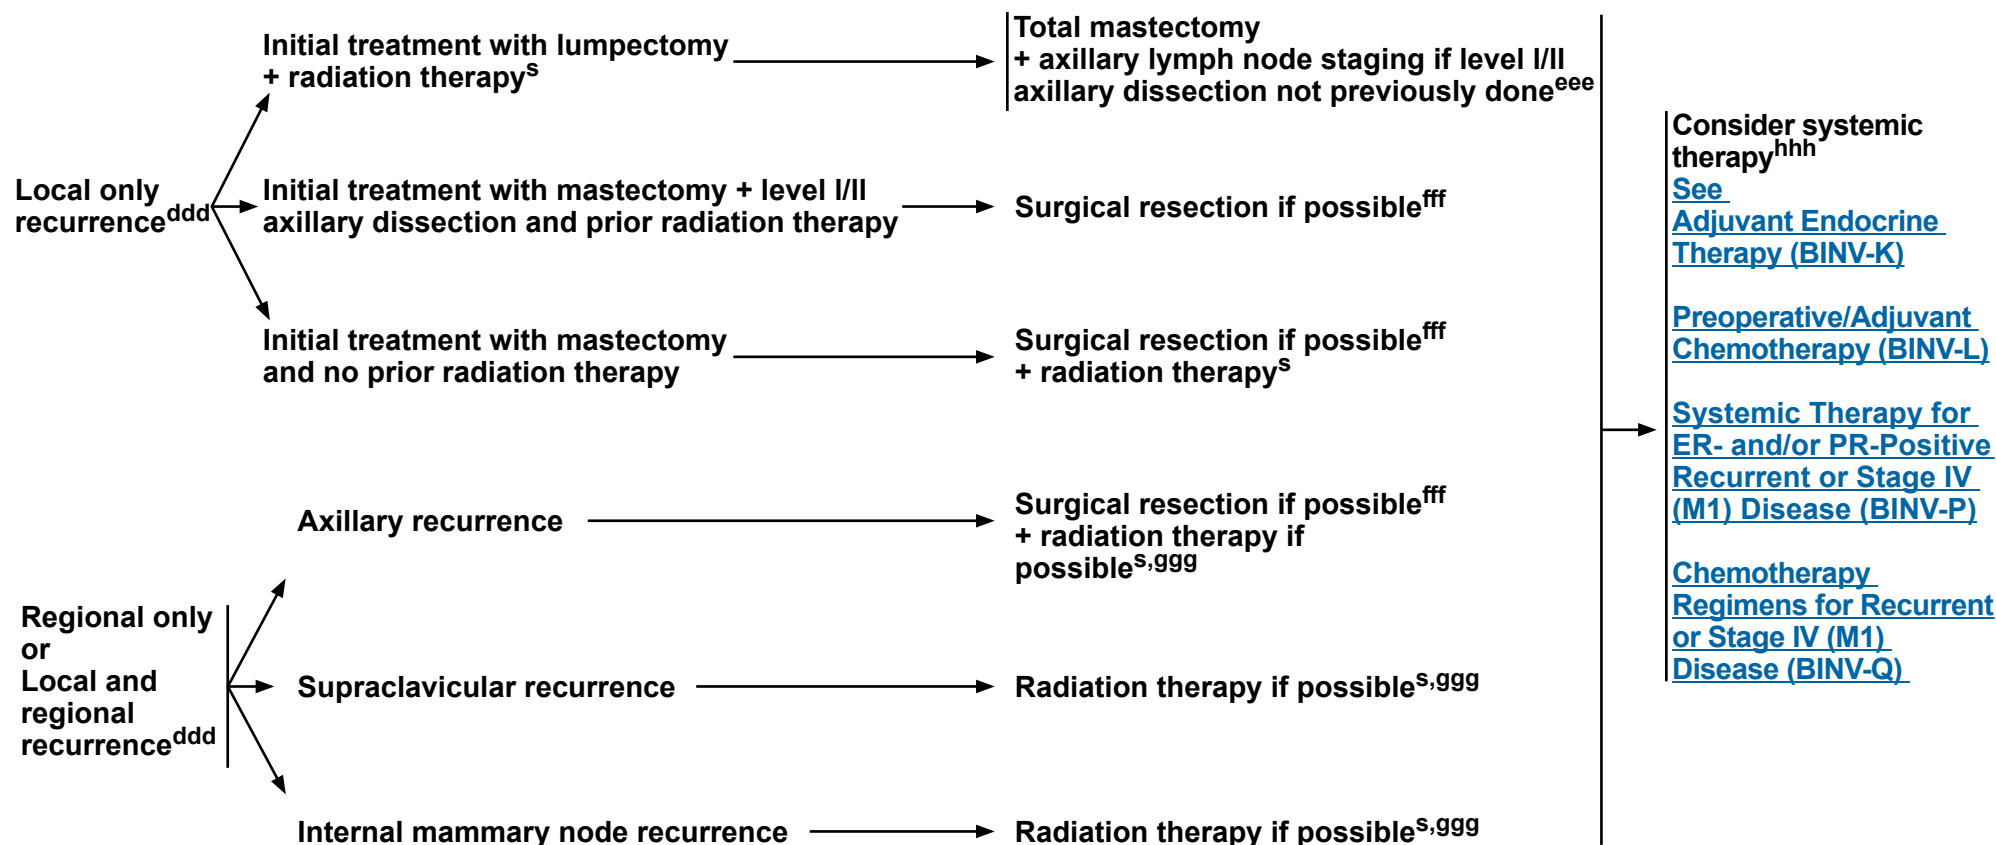 Initial treatment with lumpectomy
+ radiation therapys
Total mastectomy
+ axillary lymph node staging if level I/II
axillary dissection not previously doneeee
Local only
recurrenceddd
Initial treatment with mastectomy + level I/II
axillary dissection and prior radiation therapy
Surgical resection if possiblefff
Initial treatment with mastectomy
and no prior radiation therapy
Surgical resection if possiblefff
+ radiation therapys
Regional only
or
Local and
regional
recurrenceddd
Axillary recurrence
Surgical resection if possiblefff
+ radiation therapy if
possibles,ggg
Supraclavicular recurrence
Radiation therapy if possibles,ggg
Internal mammary node recurrence
Radiation therapy if possibles,ggg
Consider systemic
therapyhhh
See
Adjuvant Endocrine
Therapy (BINV-K)
Preoperative/Adjuvant
Chemotherapy (BINV-L)
Systemic Therapy for
ER- and/or PR-Positive
Recurrent or Stage IV
(M1) Disease (BINV-P)
Chemotherapy
Regimens for Recurrent
or Stage IV (M1)
Disease (BINV-Q)